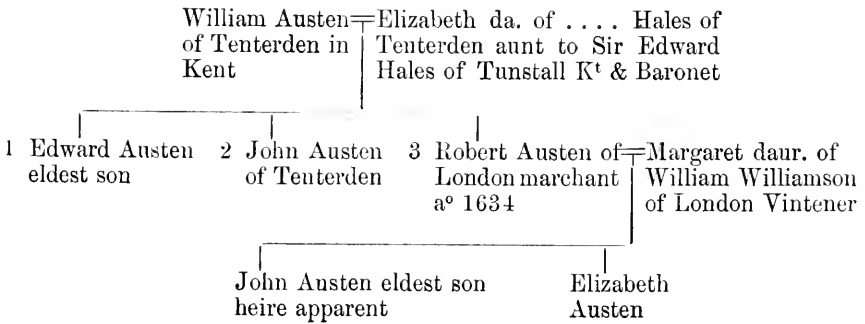 William Austen=Elizabeth da. of .... Hales of
of Tenterden in Tenterden aunt to Sir Edward
Kent Hales of Tunstall Kᵗ & Baronet
1 Edward Austen 2 John Austen 3 Robert Austen of=Margaret daur. of
eldest son of Tenterden London marchant William Williamson
aº 1634 of London Vintener
John Austen eldest son Elizabeth
heire apparent Austen